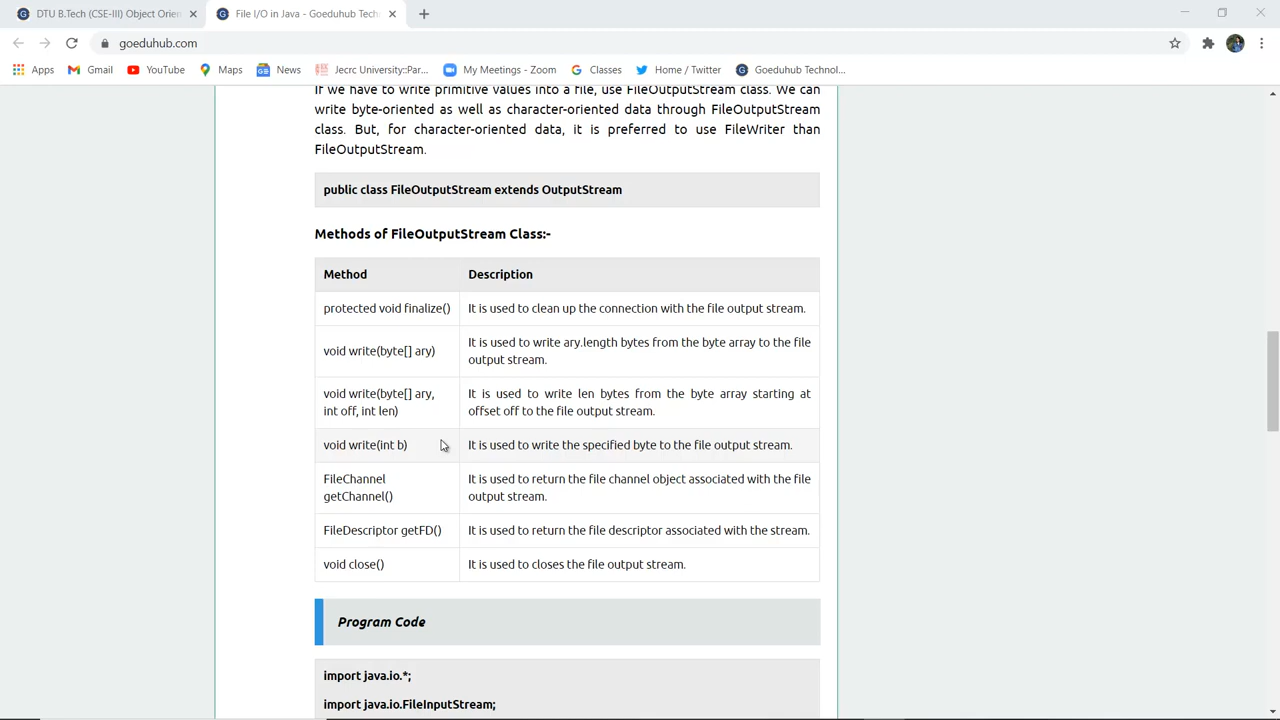 DTU B.Tech (CSE-III) Object Orien
File I/O in Java - Goeduhub Tech
goeduhub.com
Apps
Gmail
YouTube
Maps
News
Jecrc University::Par...
My Meetings - Zoom
Classes
Home / Twitter
Goeduhub Technol...
If we have to write primitive values into a file, use FileOutputStream class. We can
write byte-oriented as well as character-oriented data through FileOutputStream
class. But, for character-oriented data, it is preferred to use FileWriter than
FileOutputStream.
public class FileOutputStream extends OutputStream
Methods of FileOutputStream Class:-
Method Description
protected void finalize() It is used to clean up the connection with the file output stream.
void write(byte[] ary) It is used to write ary.length bytes from the byte array to the file
output stream.
void write(byte[] ary, It is used to write len bytes from the byte array starting at
int off, int len) offset off to the file output stream.
void write(int b) It is used to write the specified byte to the file output stream.
FileChannel It is used to return the file channel object associated with the file
getChannel() output stream.
FileDescriptor getFD() It is used to return the file descriptor associated with the stream.
void close() It is used to closes the file output stream.
Program Code
import java.io.*;
import java.io.FileInputStream;